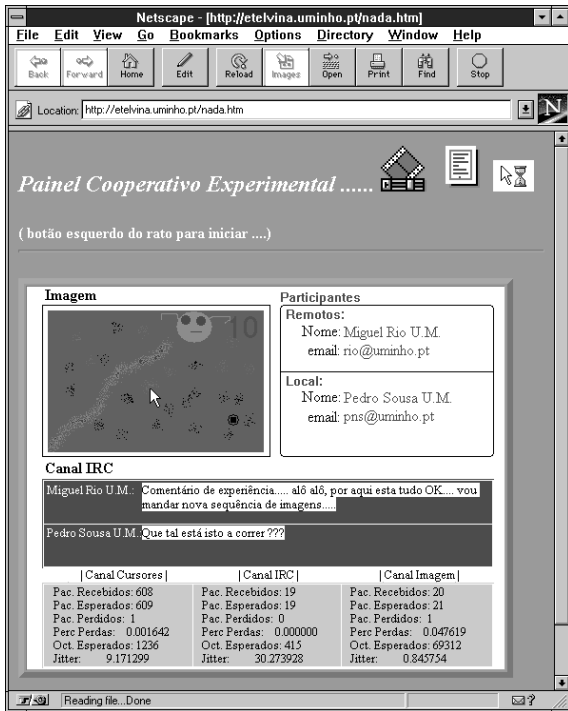 Netscape - [http://etelvina.uminho.pt/nada.htm]
File Edit View Go Bookmarks Options Directory Window Help
Back Forward Home Edit Reload Images Open Print Find Stop
Location: http://etelvina.uminho.pt/nada.htm
N
Painel Cooperativo Experimental ......
( botão esquerdo do rato para iniciar ....)
Imagem
10
Participantes
Remotos:
Nome: Miguel Rio U.M.
email: rio@uminho.pt
Local:
Nome: Pedro Sousa U.M.
email: pns@uminho.pt
Canal IRC
Miguel Rio U.M.: Comentário de experiência..... alô alô, por aqui esta tudo OK.... vou
mandar nova sequência de imagens.....
Pedro Sousa U.M.: Que tal está isto a correr ???
|Canal Cursores| |Canal IRC| |Canal Imagem|
Pac. Recebidos: 608 Pac. Recebidos: 19 Pac. Recebidos: 20
Pac. Esperados: 609 Pac. Esperados: 19 Pac. Esperados: 21
Pac. Perdidos: 1 Pac. Perdidos: 0 Pac. Perdidos: 1
Perc Perdas: 0.001642 Perc Perdas: 0.000000 Perc Perdas: 0.047619
Oct. Esperados: 1236 Oct. Esperados: 415 Oct. Esperados: 69312
Jitter: 9.171299 Jitter: 30.273928 Jitter: 0.845754
Reading file...Done